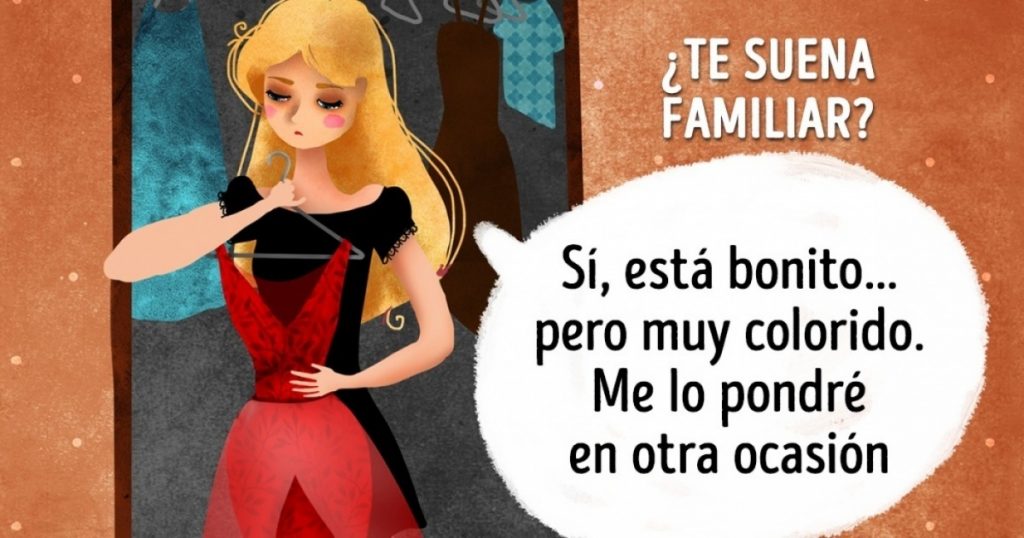 ¿TE SUENA
FAMILIAR?
Sí, está bonito...
pero muy colorido.
Me lo pondré
en otra ocasión